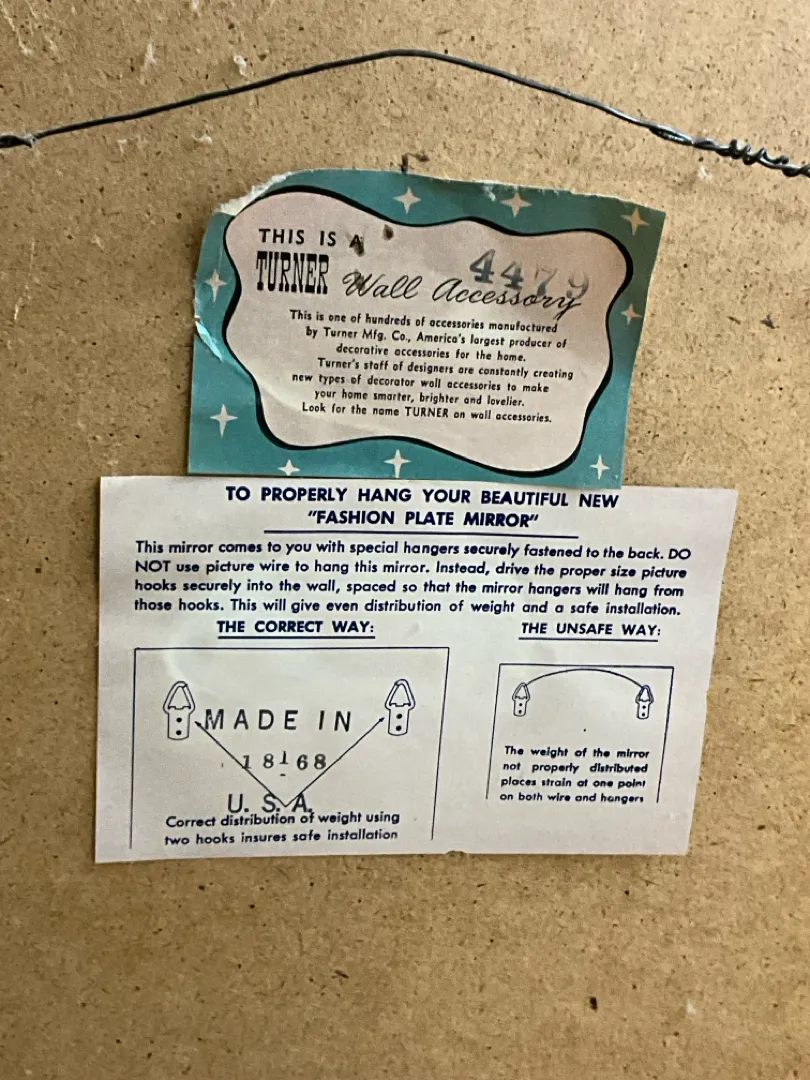 THIS IS A
4479
TURNER Wall Accessory
This is one of hundreds of accessories manufactured
by Turner Mfg. Co., America's largest producer of
decorative accessories for the home.
Turner's staff of designers are constantly creating
new types of decorator wall accessories to make
your home smarter, brighter and lovelier.
Look for the name TURNER on wall accessories.
TO PROPERLY HANG YOUR BEAUTIFUL NEW
"FASHION PLATE MIRROR"
This mirror comes to you with special hangers securely fastened to the back. DO
NOT use picture wire to hang this mirror. Instead, drive the proper size picture
hooks securely into the wall, spaced so that the mirror hangers will hang from
those hooks. This will give even distribution of weight and a safe installation.
THE CORRECT WAY:
MADE IN
18168
U. S. A.
Correct distribution of weight using
two hooks insures safe installation
THE UNSAFE WAY:
The weight of the mirror
not properly distributed
places strain at one point
on both wire and hangers